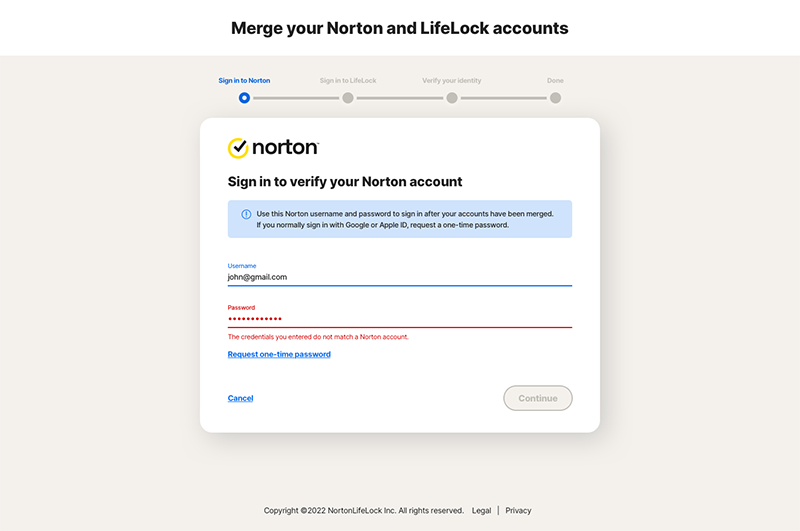 Merge your Norton and LifeLock accounts
Sign in to Norton
Sign in to LifeLock
Verify your identity
Done
norton™
Sign in to verify your Norton account
Use this Norton username and password to sign in after your accounts have been merged.
If you normally sign in with Google or Apple ID, request a one-time password.
Username
john@gmail.com
Password
••••••••••••
The credentials you entered do not match a Norton account.
Request one-time password
Cancel
Continue
Copyright ©2022 NortonLifeLock Inc. All rights reserved. Legal | Privacy